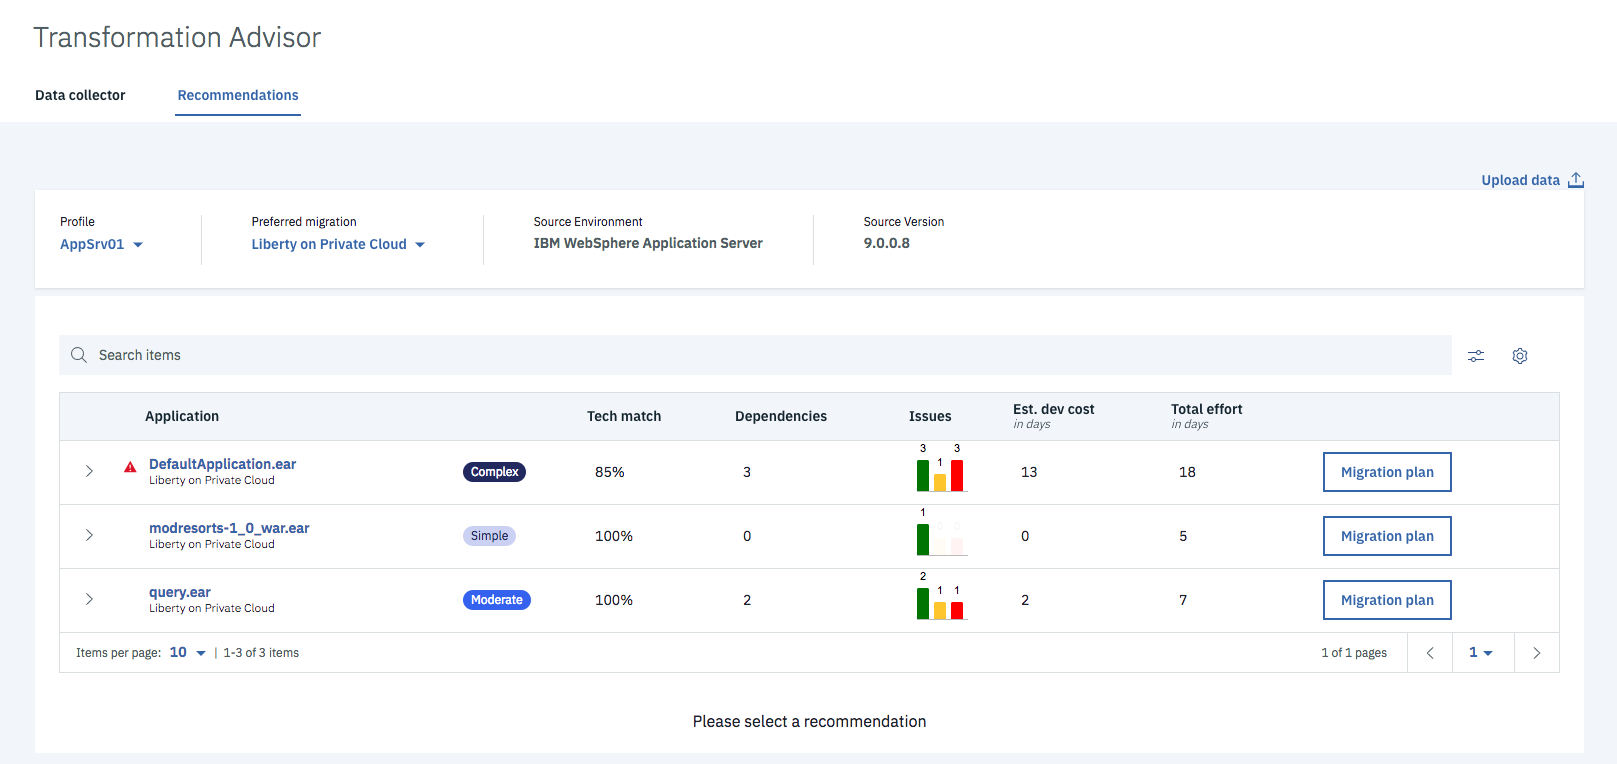 Transformation Advisor
Data collector
Recommendations
Upload data
Profile
Preferred migration
Source Environment
Source Version
AppSrv01
Liberty on Private Cloud
IBM WebSphere Application Server
9.0.0.8
Search items
Application
Tech match
Dependencies
Issues
Est. dev cost
in days
Total effort
in days
DefaultApplication.ear
Liberty on Private Cloud
Complex
85%
3
3 1 3
13
18
Migration plan
modresorts-1_0_war.ear
Liberty on Private Cloud
Simple
100%
0
1 0 0
0
5
Migration plan
query.ear
Liberty on Private Cloud
Moderate
100%
2
2 1 1
2
7
Migration plan
Items per page: 10 | 1-3 of 3 items
1 of 1 pages
1
Please select a recommendation